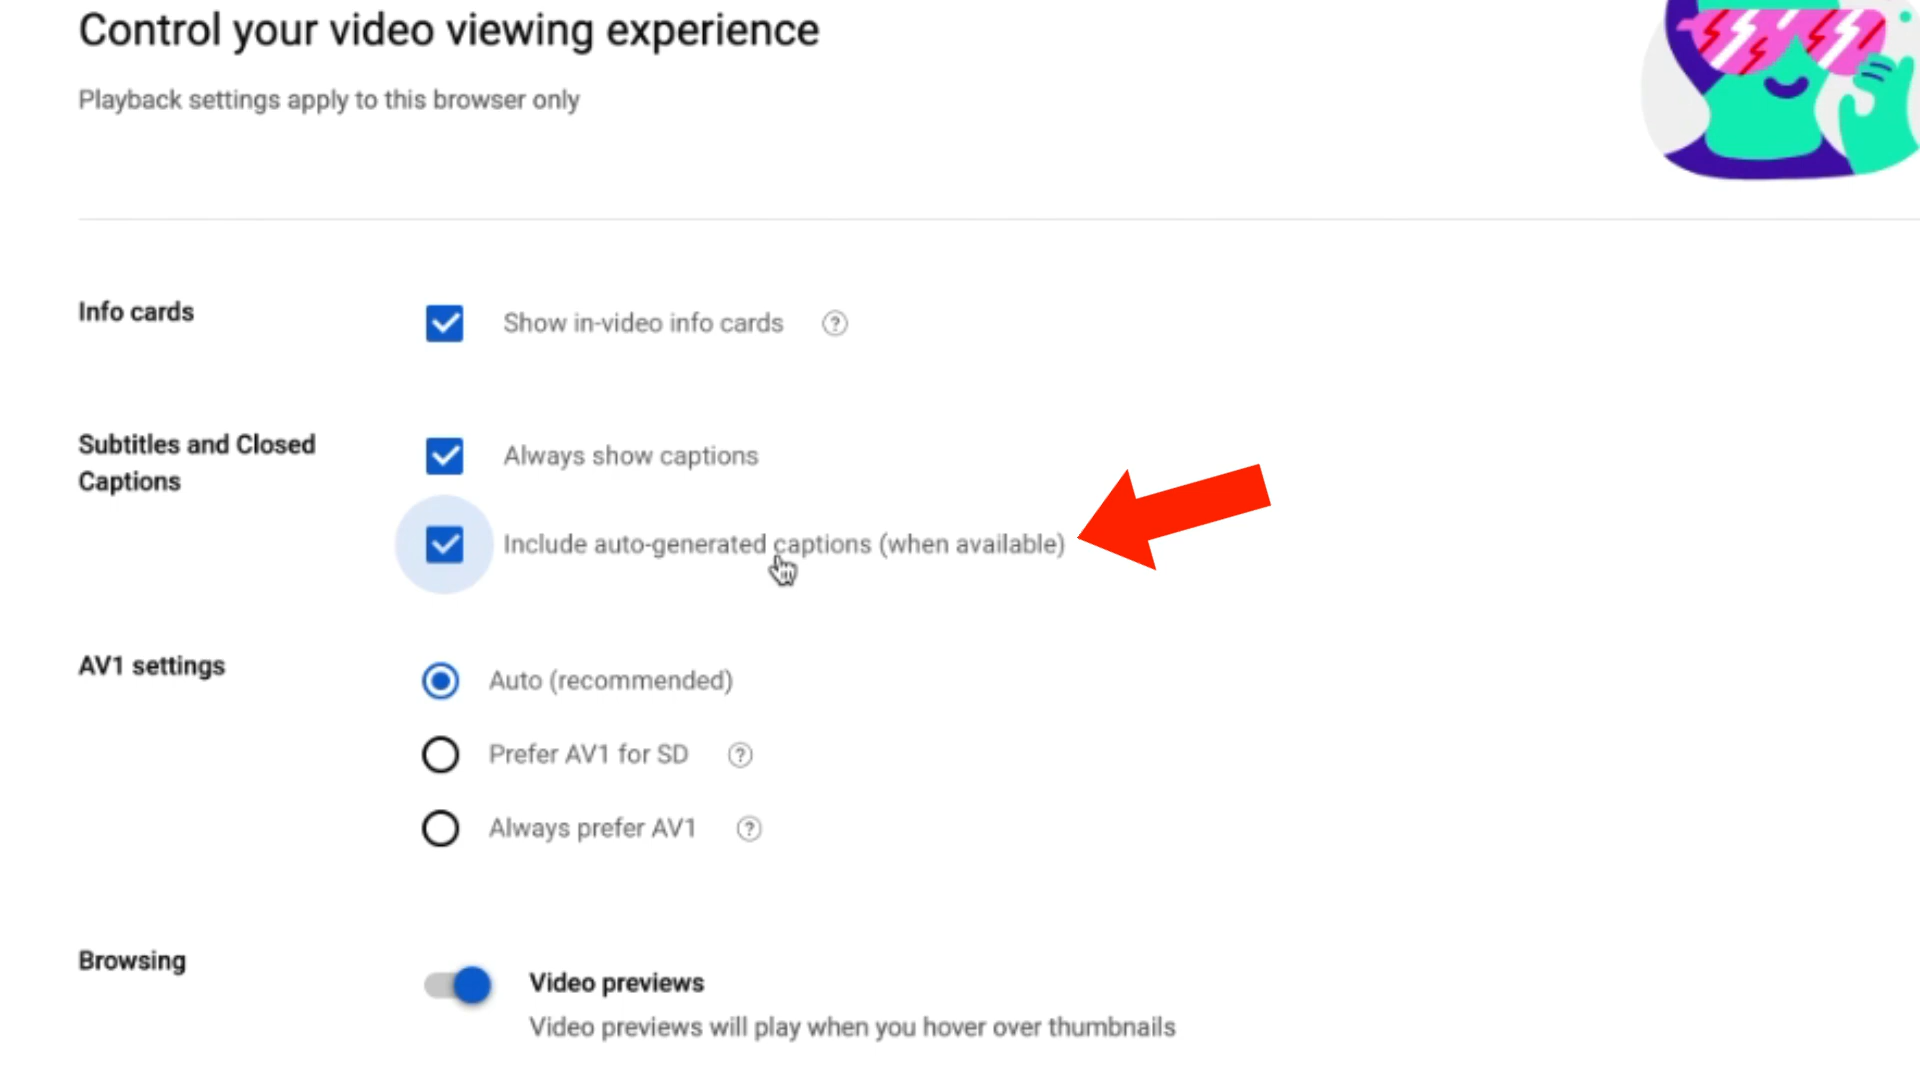 Control your video viewing experience
Playback settings apply to this browser only
Info cards
Show in-video info cards
Subtitles and Closed
Captions
Always show captions
Include auto-generated captions (when available)
AV1 settings
Auto (recommended)
Prefer AV1 for SD
Always prefer AV1
Browsing
Video previews
Video previews will play when you hover over thumbnails